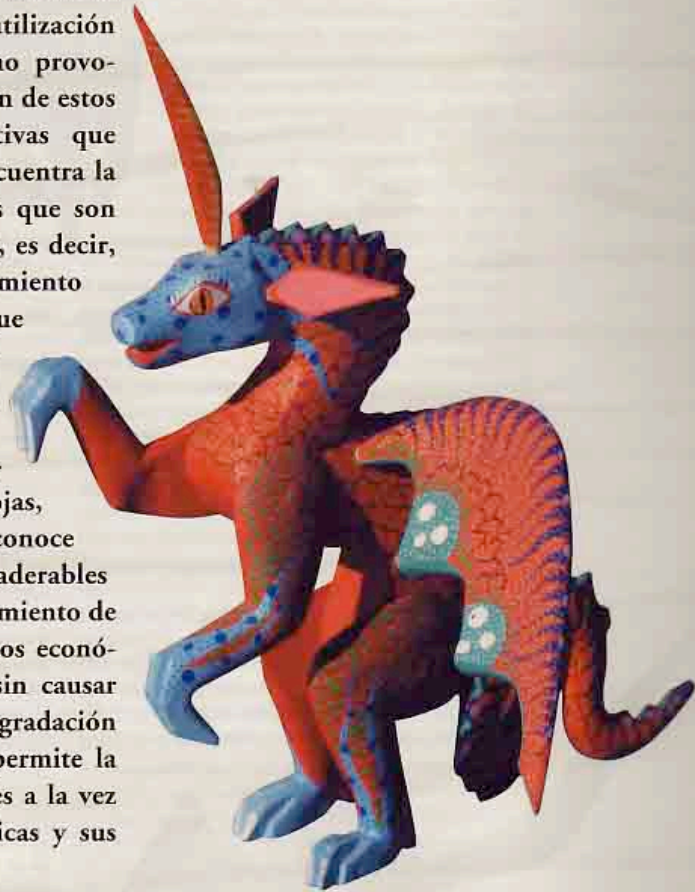 utilización
no provo-
n de estos
tivas que
cuentra la
s que son
, es decir,
miento
ue
ojas,
conoce
aderables
miento de
os econó-
sin causar
gradación
permite la
es a la vez
icas y sus